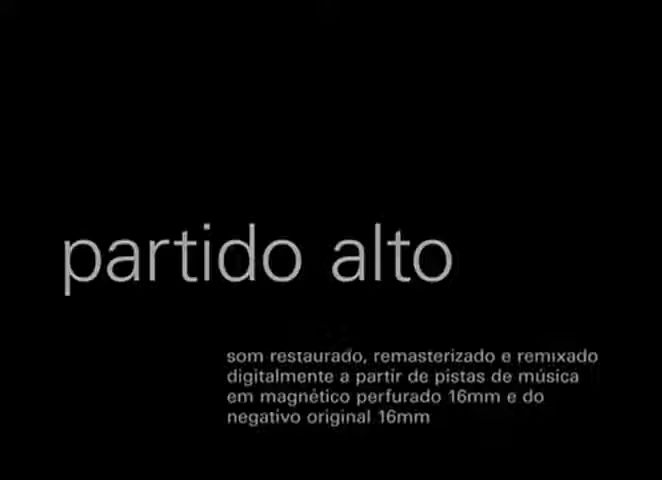 partido alto
som restaurado, remasterizado e remixado
digitalmente a partir de pistas de música
em magnético perfurado 16mm e do
negativo original 16mm